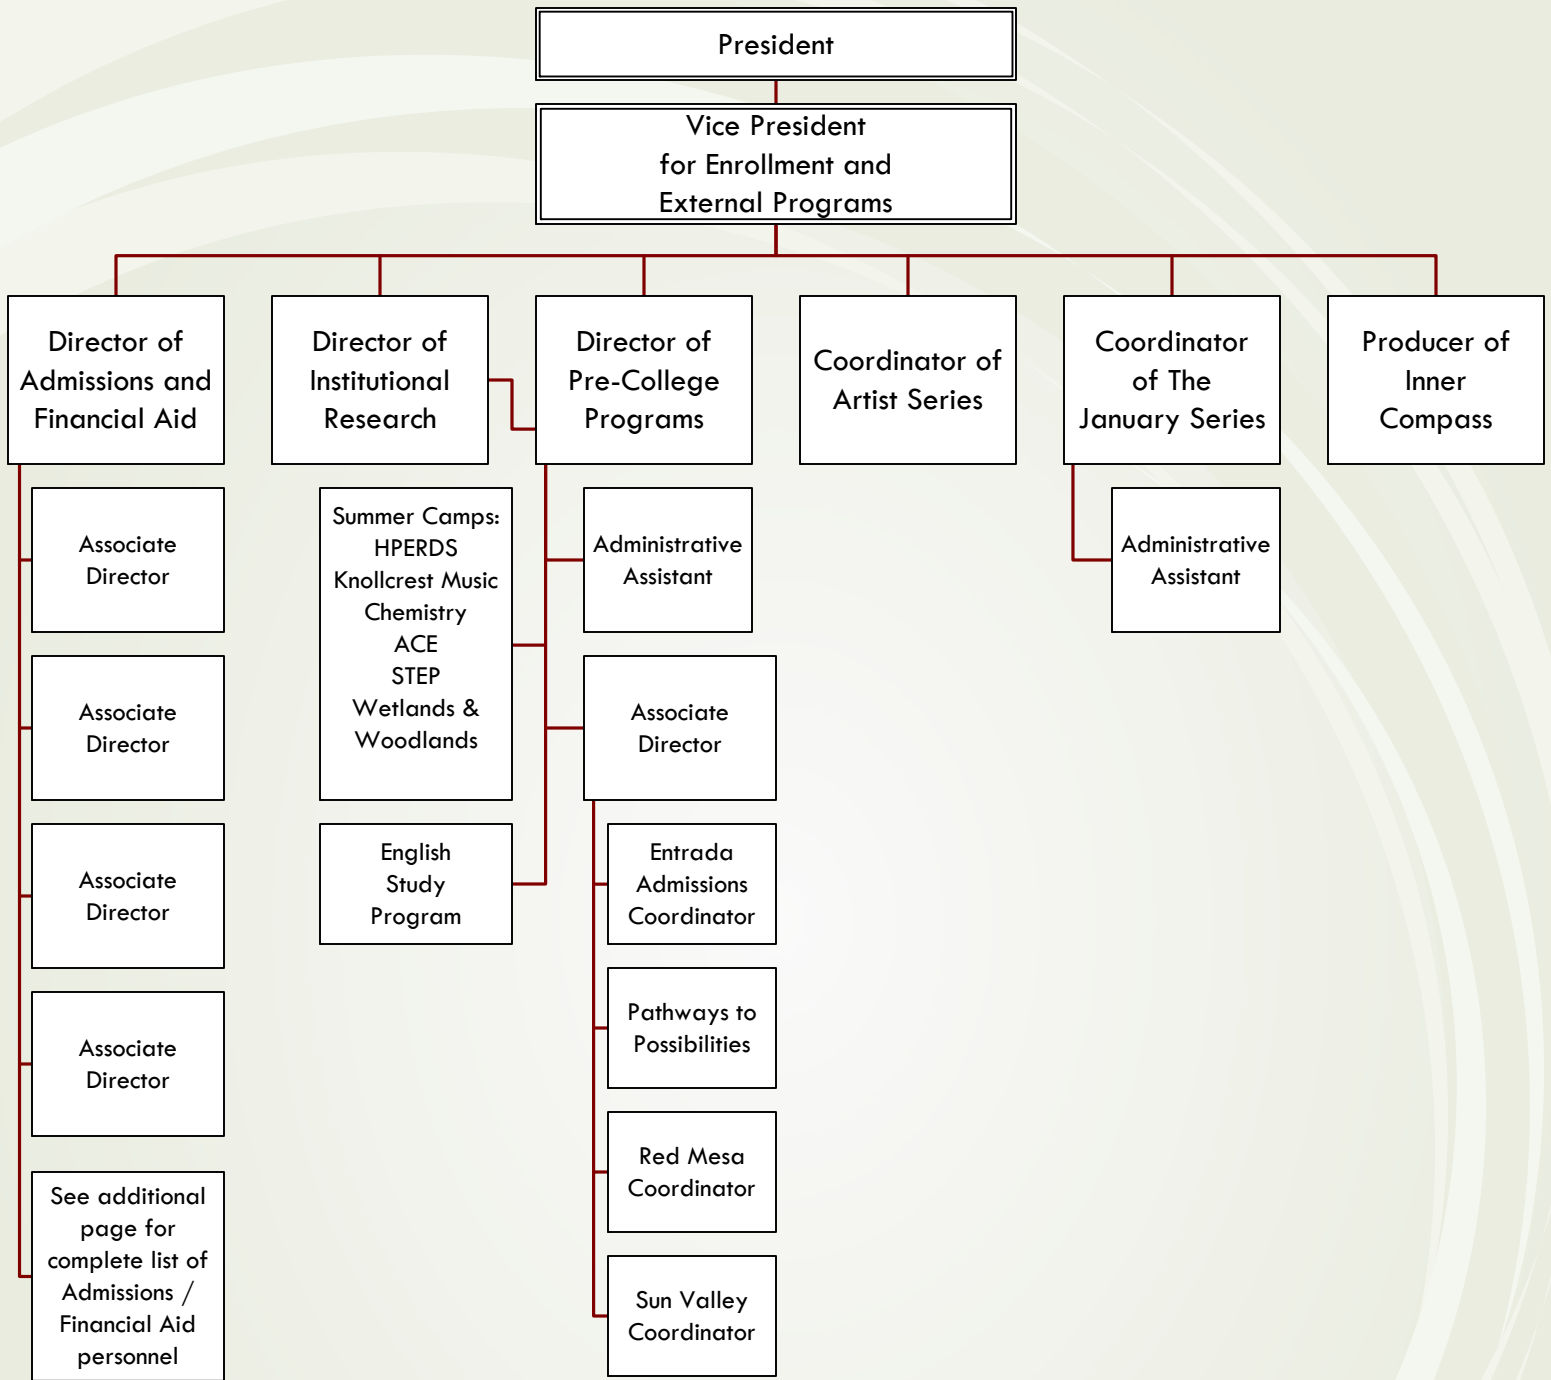 President
Vice President
for Enrollment and
External Programs
Director of
Admissions and
Financial Aid
Director of
Institutional
Research
Director of
Pre-College
Programs
Coordinator of
Artist Series
Coordinator
of The
January Series
Producer of
Inner
Compass
Associate
Director
Associate
Director
Associate
Director
Associate
Director
See additional
page for
complete list of
Admissions /
Financial Aid
personnel
Summer Camps:
HPERDS
Knollcrest Music
Chemistry
ACE
STEP
Wetlands &
Woodlands
English
Study
Program
Administrative
Assistant
Associate
Director
Entrada
Admissions
Coordinator
Pathways to
Possibilities
Red Mesa
Coordinator
Sun Valley
Coordinator
Administrative
Assistant